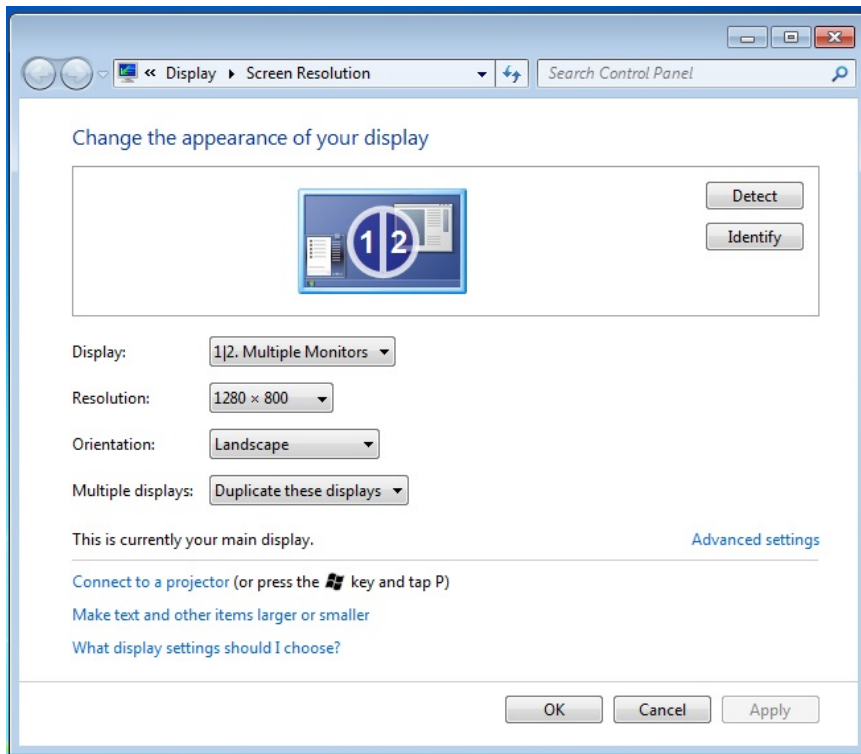 « Display ▸ Screen Resolution
Search Control Panel
Change the appearance of your display
1 2
Detect
Identify
Display: 1|2. Multiple Monitors
Resolution: 1280 × 800
Orientation: Landscape
Multiple displays: Duplicate these displays
This is currently your main display. Advanced settings
Connect to a projector (or press the key and tap P)
Make text and other items larger or smaller
What display settings should I choose?
OK Cancel Apply